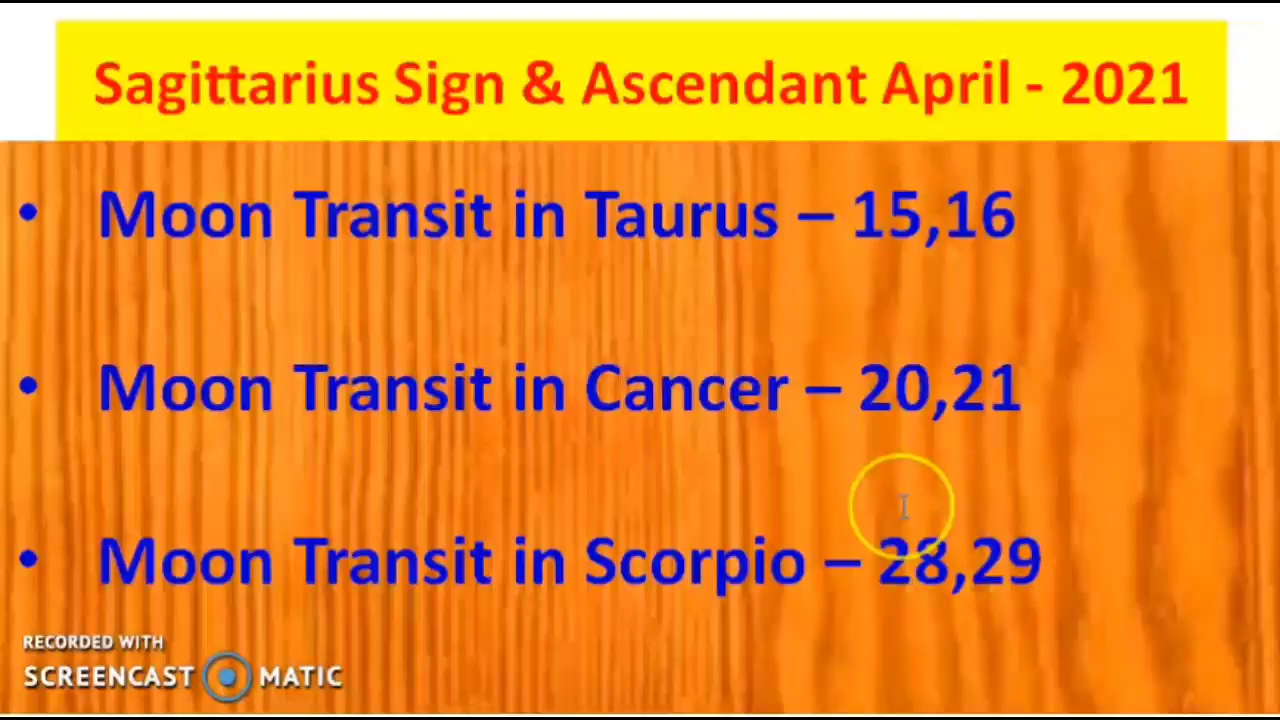 Sagittarius Sign & Ascendant April - 2021
• Moon Transit in Taurus – 15,16
• Moon Transit in Cancer – 20,21
• Moon Transit in Scorpio – 28,29
RECORDED WITH
SCREENCAST MATIC